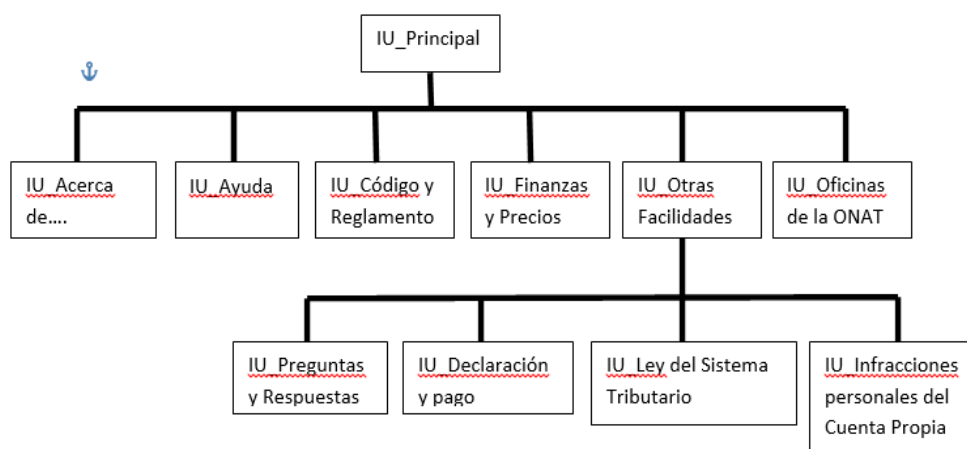 IU_Principal
IU_Acerca
de....
IU_Ayuda
IU_Código y
Reglamento
IU_Finanzas
y Precios
IU_Otras
Facilidades
IU_Oficinas
de la ONAT
IU_Preguntas
y Respuestas
IU_Declaración
y pago
IU_Ley del Sistema
Tributario
IU_Infracciones
personales del
Cuenta Propia